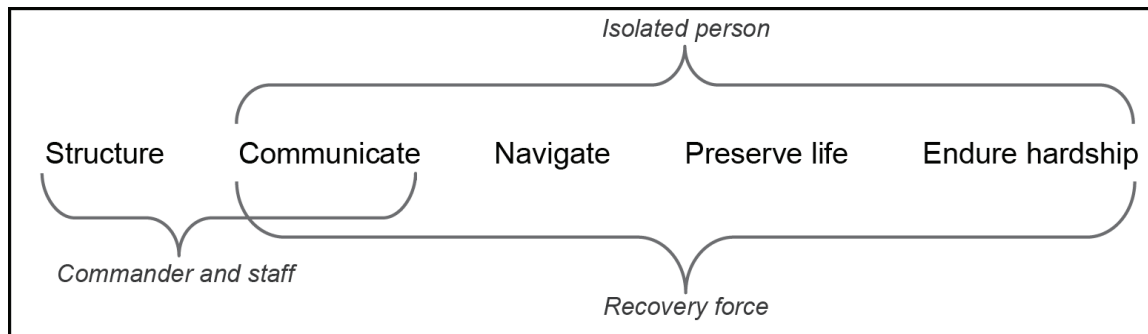 Isolated person
Structure Communicate Navigate Preserve life Endure hardship
Commander and staff
Recovery force